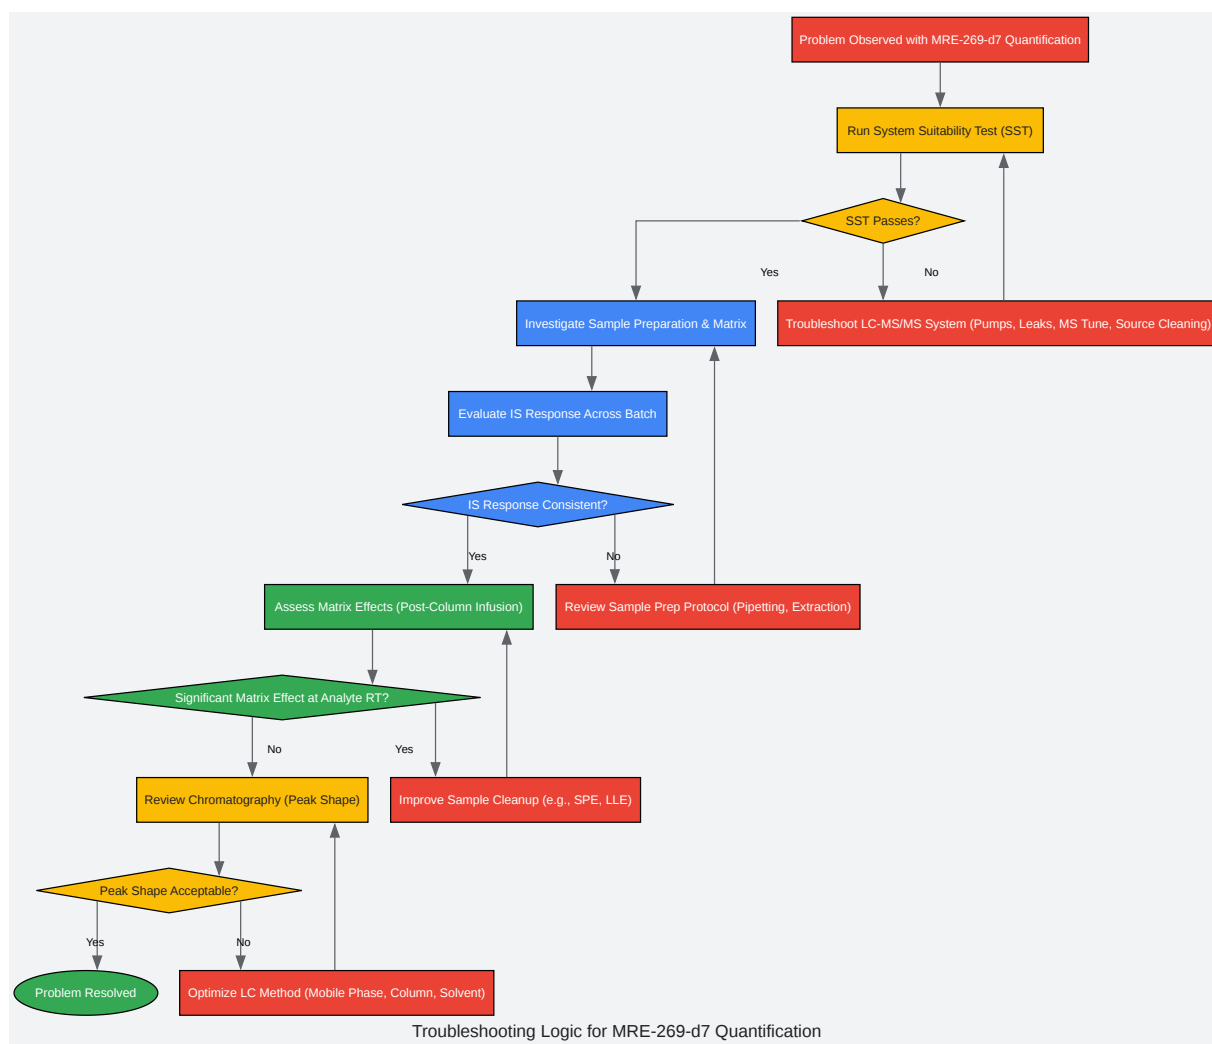 Problem Observed with MRE-269-d7 Quantification
Run System Suitability Test (SST)
SST Passes?
Yes
No
Investigate Sample Preparation & Matrix
Troubleshoot LC-MS/MS System (Pumps, Leaks, MS Tune, Source Cleaning)
Evaluate IS Response Across Batch
IS Response Consistent?
Yes
No
Assess Matrix Effects (Post-Column Infusion)
Review Sample Prep Protocol (Pipetting, Extraction)
Significant Matrix Effect at Analyte RT?
No
Yes
Review Chromatography (Peak Shape)
Improve Sample Cleanup (e.g., SPE, LLE)
Peak Shape Acceptable?
Yes
No
Problem Resolved
Optimize LC Method (Mobile Phase, Column, Solvent)
Troubleshooting Logic for MRE-269-d7 Quantification